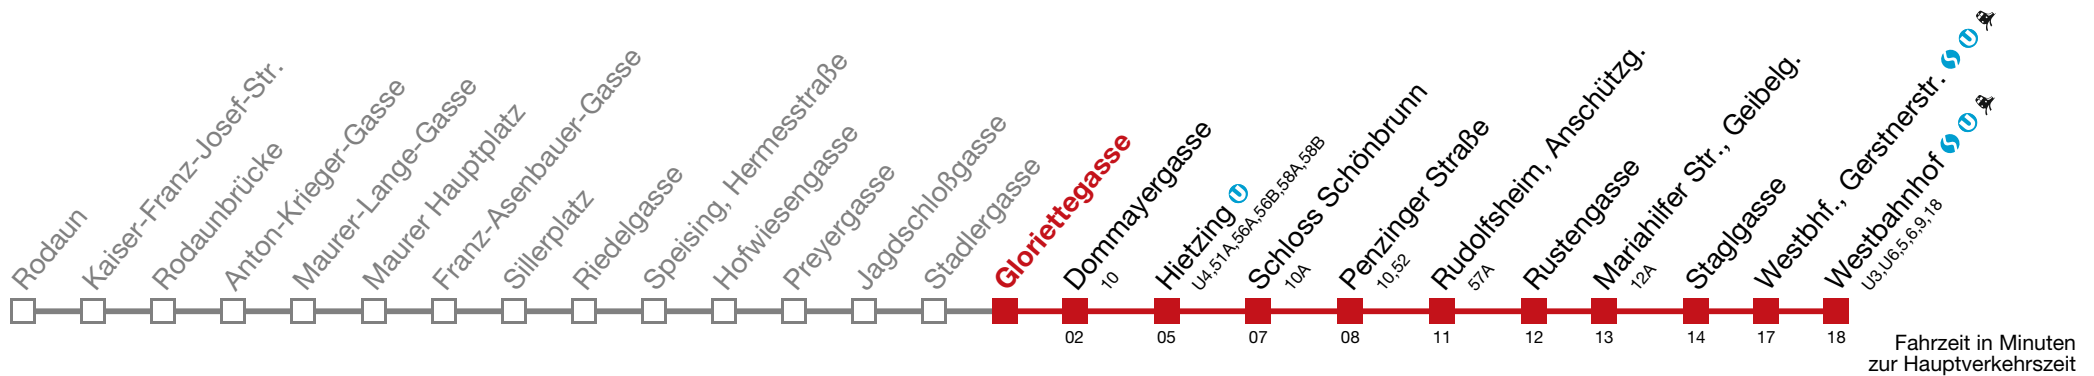 Rodaun
Kaiser-Franz-Josef-Str.
Rodaunbrücke
Anton-Krieger-Gasse
Maurer-Lange-Gasse
Maurer Hauptplatz
Franz-Asenbauer-Gasse
Sillerplatz
Riedelgasse
Speising, Hermesstraße
Hofwiesengasse
Preyergasse
Jagdschloßgasse
Stadlergasse
Gloriettegasse
Dommayergasse
10
Hietzing U
U4,51A,56A,56B,58A,58B
Schloss Schönbrunn
10A
Penzinger Straße
10,52
Rudolfsheim, Anschützg.
57A
Rustengasse
Mariahilfer Str., Geibelg.
12A
Staglgasse
Westbhf., Gerstnerstr. S U
Westbahnhof S U
U3,U6,5,6,9,18
02 05 07 08 11 12 13 14 17 18
Fahrzeit in Minuten
zur Hauptverkehrszeit